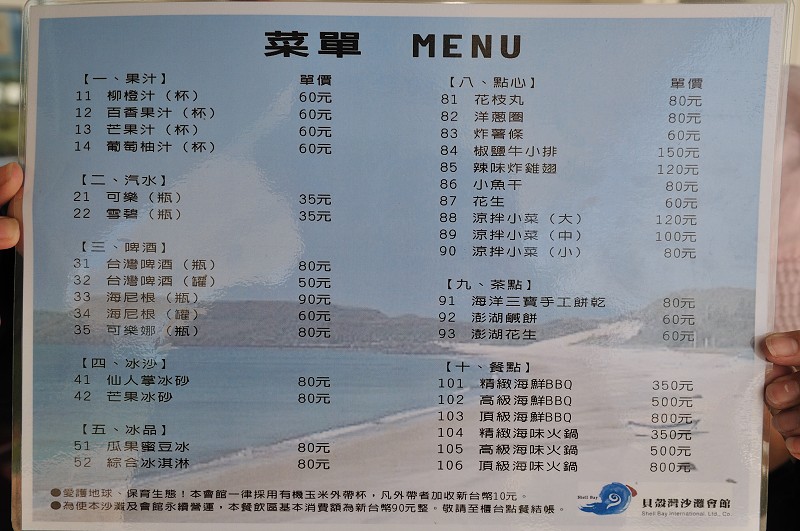 菜單 MENU
【一、果汁】 單價
11 柳橙汁（杯） 60元
12 百香果汁（杯） 60元
13 芒果汁（杯） 60元
14 葡萄柚汁（杯） 60元
【二、汽水】
21 可樂（瓶） 35元
22 雪碧（瓶） 35元
【三、啤酒】
31 台灣啤酒（瓶） 80元
32 台灣啤酒（罐） 50元
33 海尼根（瓶） 90元
34 海尼根（罐） 60元
35 可樂娜（瓶） 80元
【四、冰沙】
41 仙人掌冰砂 80元
42 芒果冰砂 80元
【五、冰品】
51 瓜果蜜豆冰 80元
52 綜合冰淇淋 80元
【八、點心】 單價
81 花枝丸 80元
82 洋蔥圈 80元
83 炸薯條 60元
84 椒鹽牛小排 150元
85 辣味炸雞翅 120元
86 小魚干 80元
87 花生 60元
88 涼拌小菜（大） 120元
89 涼拌小菜（中） 100元
90 涼拌小菜（小） 80元
【九、茶點】
91 海洋三寶手工餅乾 80元
92 澎湖鹹餅 60元
93 澎湖花生 60元
【十、餐點】
101 精緻海鮮BBQ 350元
102 高級海鮮BBQ 500元
103 頂級海鮮BBQ 800元
104 精緻海味火鍋 350元
105 高級海味火鍋 500元
106 頂級海味火鍋 800元
●愛護地球、保育生態！本會館一律採用有機玉米外帶杯，凡外帶者加收新台幣10元。
●為使本沙灘及會館永續營運，本餐飲區基本消費額為新台幣90元整。敬請至櫃台點餐結帳。
Shell Bay
貝殼灣沙灘會館
Shell Bay International Ltd., Co.